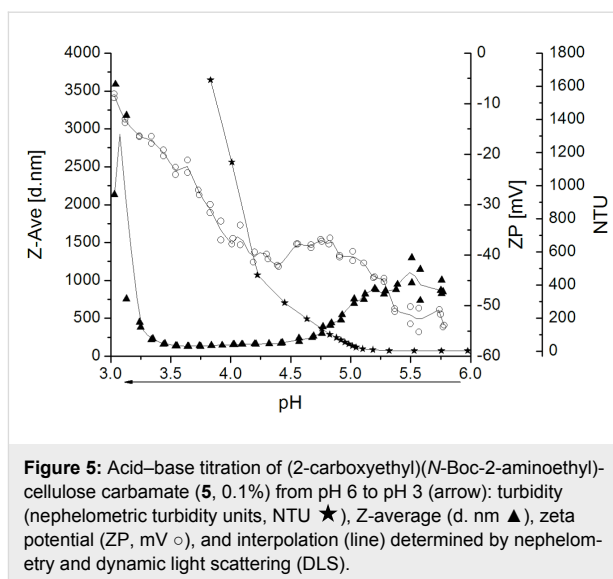 4000
3500
3000
2500
2000
1500
1000
500
0
Z-Ave [d.nm]
0
-10
-20
-30
-40
-50
-60
ZP [mV]
1800
1600
1400
1200
1000
800
600
400
200
0
NTU
3.0 3.5 4.0 4.5 5.0 5.5 6.0
pH
Figure 5: Acid–base titration of (2-carboxyethyl)(N-Boc-2-aminoethyl)-
cellulose carbamate (5, 0.1%) from pH 6 to pH 3 (arrow): turbidity
(nephelometric turbidity units, NTU ★), Z-average (d. nm ▲), zeta
potential (ZP, mV ○), and interpolation (line) determined by nephelom-
etry and dynamic light scattering (DLS).